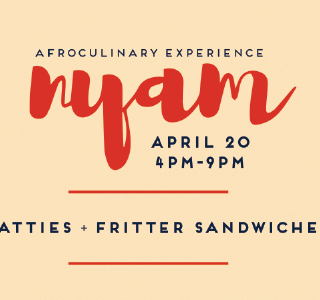 AFROCULINARY EXPERIENCE
nyam
APRIL 20
4PM-9PM
ATTIES + FRITTER SANDWICHE